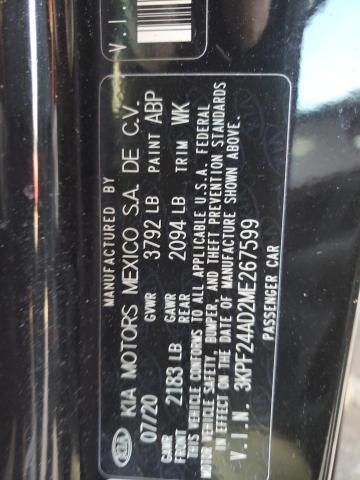 V.I.
MANUFACTURED BY
KIA KIA MOTORS MEXICO S.A. DE C.V.
07/20 GVWR 3792 LB PAINT ABP
GAWR FRONT 2183 LB GAWR REAR 2094 LB TRIM WK
THIS VEHICLE CONFORMS TO ALL APPLICABLE U.S.A. FEDERAL
MOTOR VEHICLE SAFETY, BUMPER, AND THEFT PREVENTION STANDARDS
IN EFFECT ON THE DATE OF MANUFACTURE SHOWN ABOVE.
V.I.N 3KPF24AD2ME267599
PASSENGER CAR